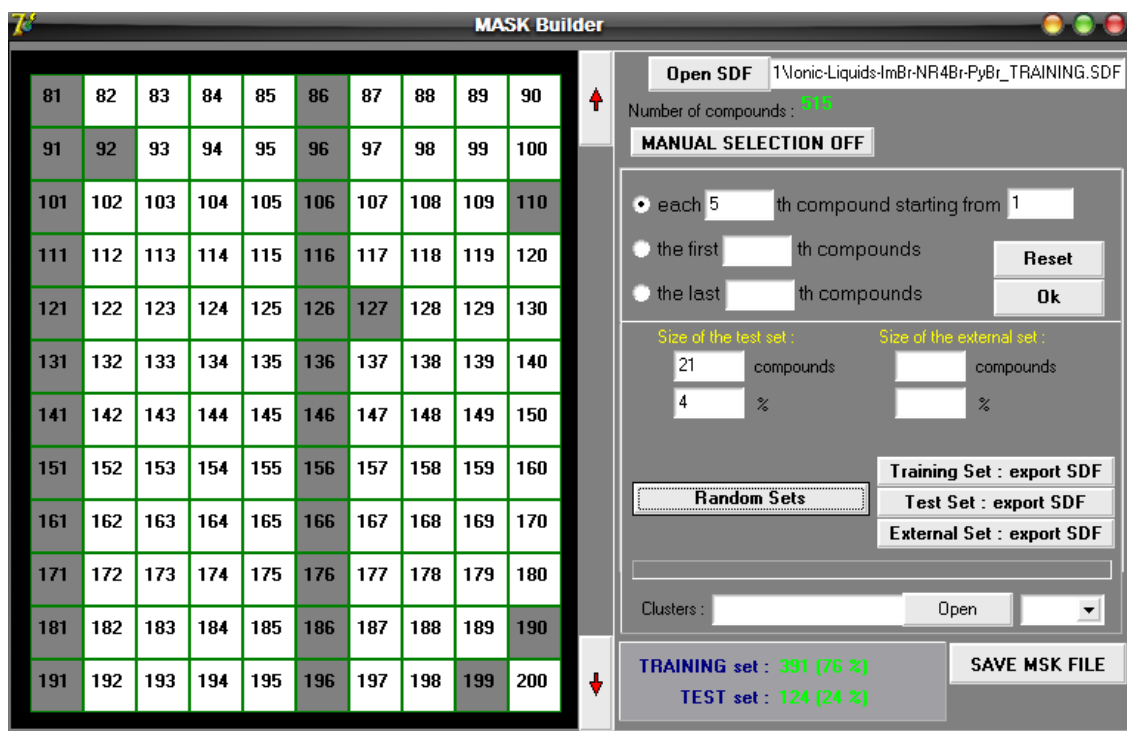 MASK Builder
81 82 83 84 85 86 87 88 89 90
91 92 93 94 95 96 97 98 99 100
101 102 103 104 105 106 107 108 109 110
111 112 113 114 115 116 117 118 119 120
121 122 123 124 125 126 127 128 129 130
131 132 133 134 135 136 137 138 139 140
141 142 143 144 145 146 147 148 149 150
151 152 153 154 155 156 157 158 159 160
161 162 163 164 165 166 167 168 169 170
171 172 173 174 175 176 177 178 179 180
181 182 183 184 185 186 187 188 189 190
191 192 193 194 195 196 197 198 199 200
Open SDF 1\Ionic-Liquids-ImBr-NR4Br-PyBr_TRAINING.SDF
Number of compounds : 515
MANUAL SELECTION OFF
each 5 th compound starting from 1
the first th compounds
Reset
the last th compounds
Ok
Size of the test set : Size of the external set :
21 compounds compounds
4 % %
Training Set : export SDF
Random Sets Test Set : export SDF
External Set : export SDF
Clusters : Open
TRAINING set : 391 (76 %) SAVE MSK FILE
TEST set : 124 (24 %)